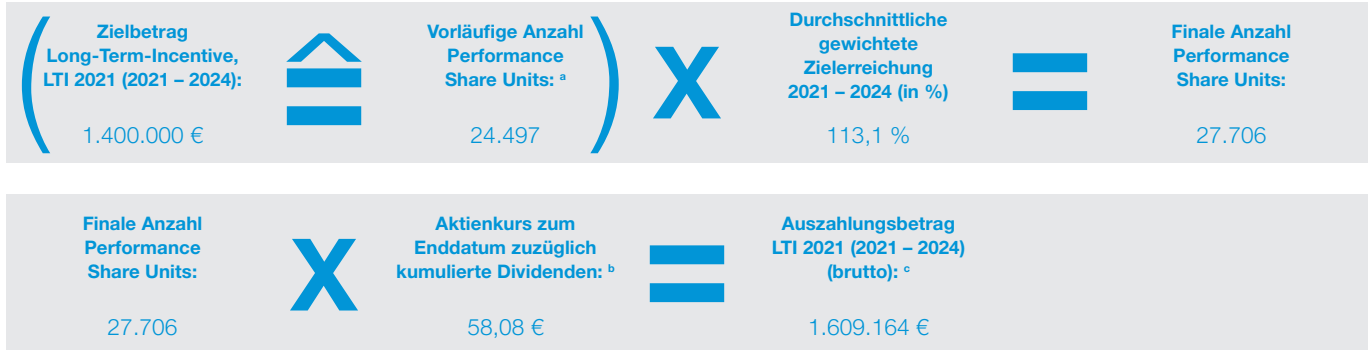 Zielbetrag
Long-Term-Incentive,
LTI 2021 (2021 – 2024):
1.400.000 €
Vorläufige Anzahl
Performance
Share Units: a
24.497
X
Durchschnittliche
gewichtete
Zielerreichung
2021 – 2024 (in %)
113,1 %
=
Finale Anzahl
Performance
Share Units:
27.706
Finale Anzahl
Performance
Share Units:
27.706
X
Aktienkurs zum
Enddatum zuzüglich
kumulierte Dividenden: b
58,08 €
=
Auszahlungsbetrag
LTI 2021 (2021 – 2024)
(brutto): c
1.609.164 €